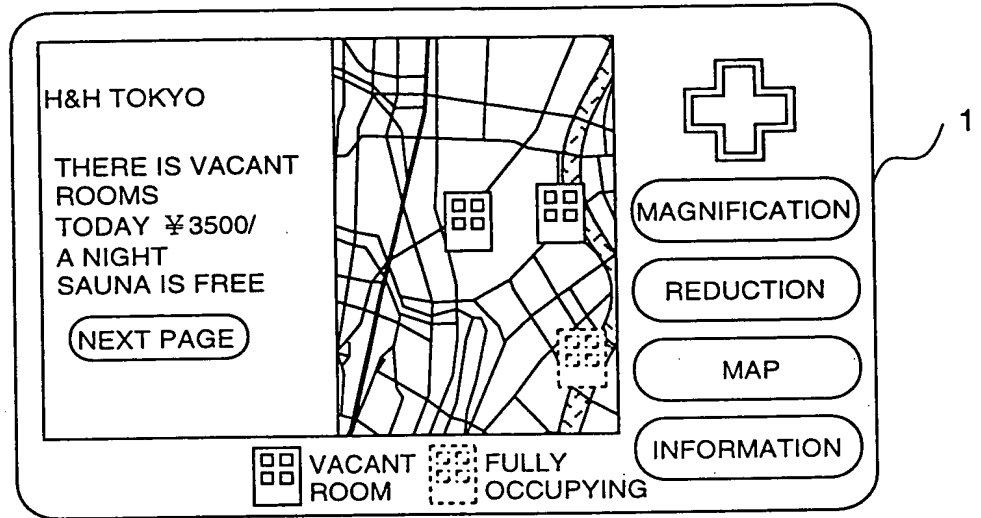 H&H TOKYO
THERE IS VACANT
ROOMS
TODAY ¥3500/
A NIGHT
SAUNA IS FREE
NEXT PAGE
MAGNIFICATION
REDUCTION
MAP
INFORMATION
VACANT
ROOM
FULLY
OCCUPYING
1